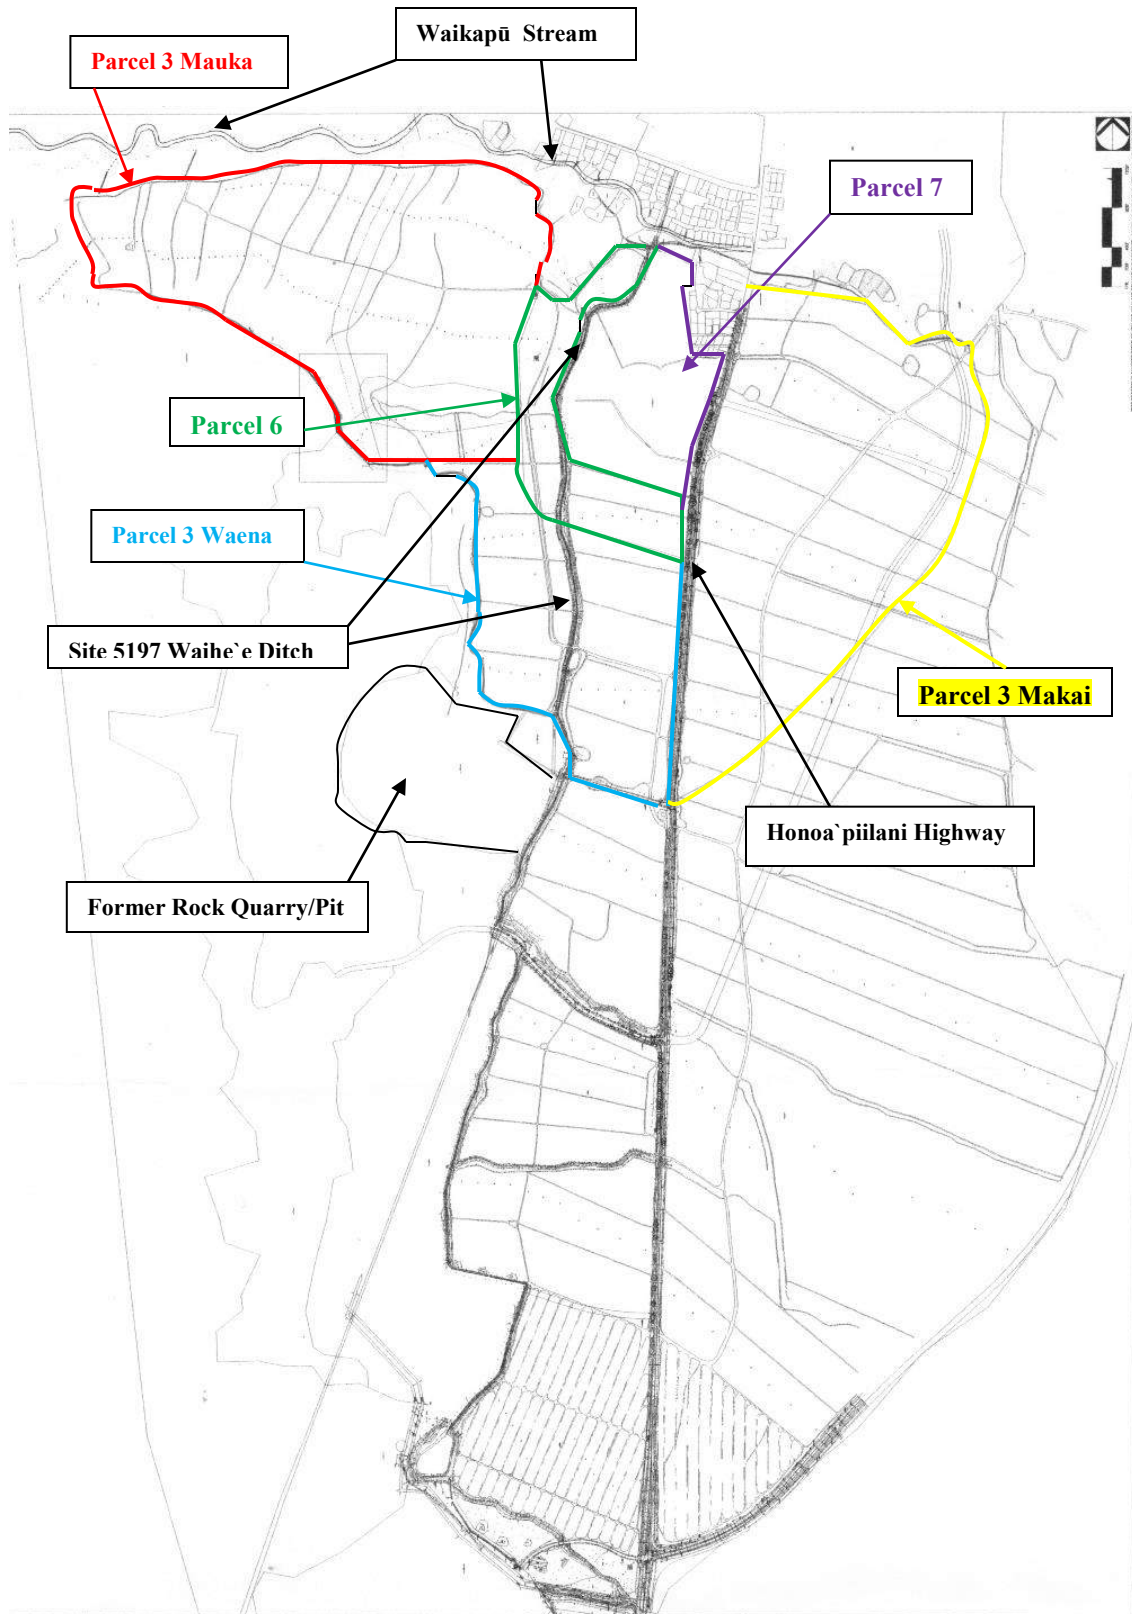 Waikapū Stream
Parcel 3 Mauka
Parcel 7
Parcel 6
Parcel 3 Waena
Site 5197 Waihe`e Ditch
Parcel 3 Makai
Honoa`piilani Highway
Former Rock Quarry/Pit